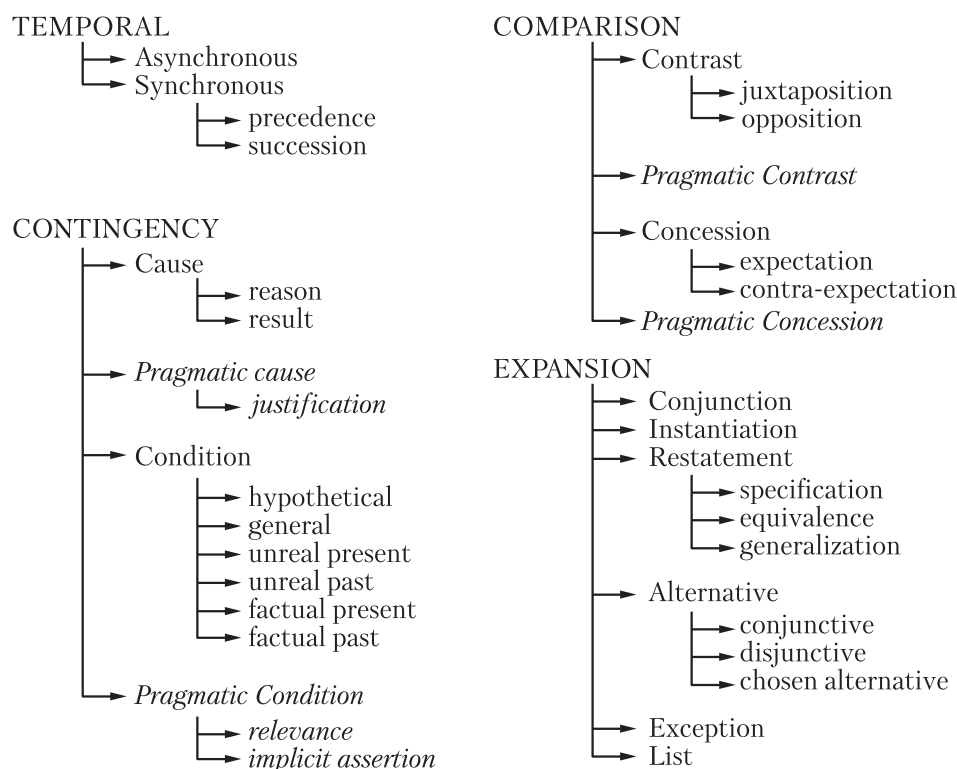 TEMPORAL
Asynchronous
Synchronous
precedence
succession
CONTINGENCY
Cause
reason
result
Pragmatic cause
justification
Condition
hypothetical
general
unreal present
unreal past
factual present
factual past
Pragmatic Condition
relevance
implicit assertion
COMPARISON
Contrast
juxtaposition
opposition
Pragmatic Contrast
Concession
expectation
contra-expectation
Pragmatic Concession
EXPANSION
Conjunction
Instantiation
Restatement
specification
equivalence
generalization
Alternative
conjunctive
disjunctive
chosen alternative
Exception
List